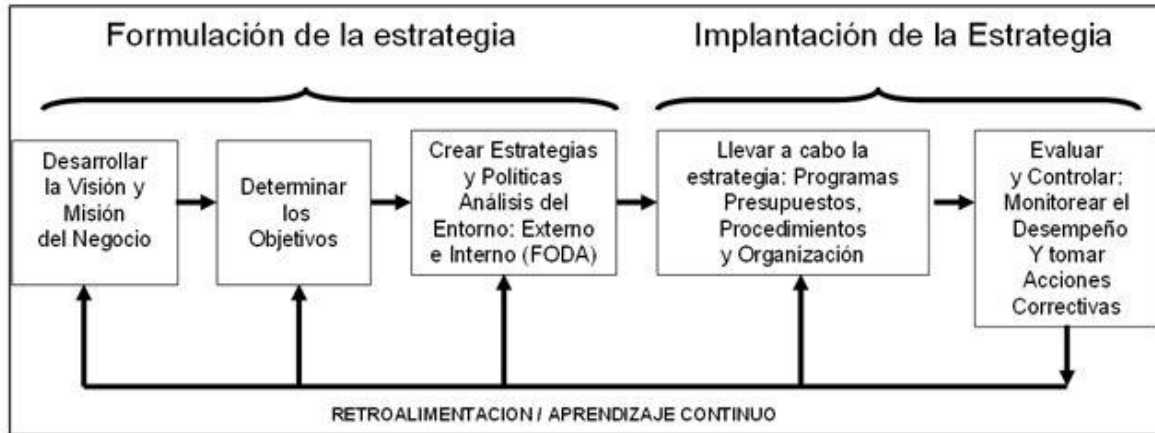 Formulación de la estrategia
Implantación de la Estrategia
Desarrollar
la Visión y
Misión
del Negocio
Determinar
los
Objetivos
Crear Estrategias
y Políticas
Análisis del
Entorno: Externo
e Interno (FODA)
Llevar a cabo la
estrategia: Programas
Presupuestos,
Procedimientos
y Organización
Evaluar
y Controlar:
Monitorear el
Desempeño
Y tomar
Acciones
Correctivas
RETROALIMENTACION / APRENDIZAJE CONTINUO